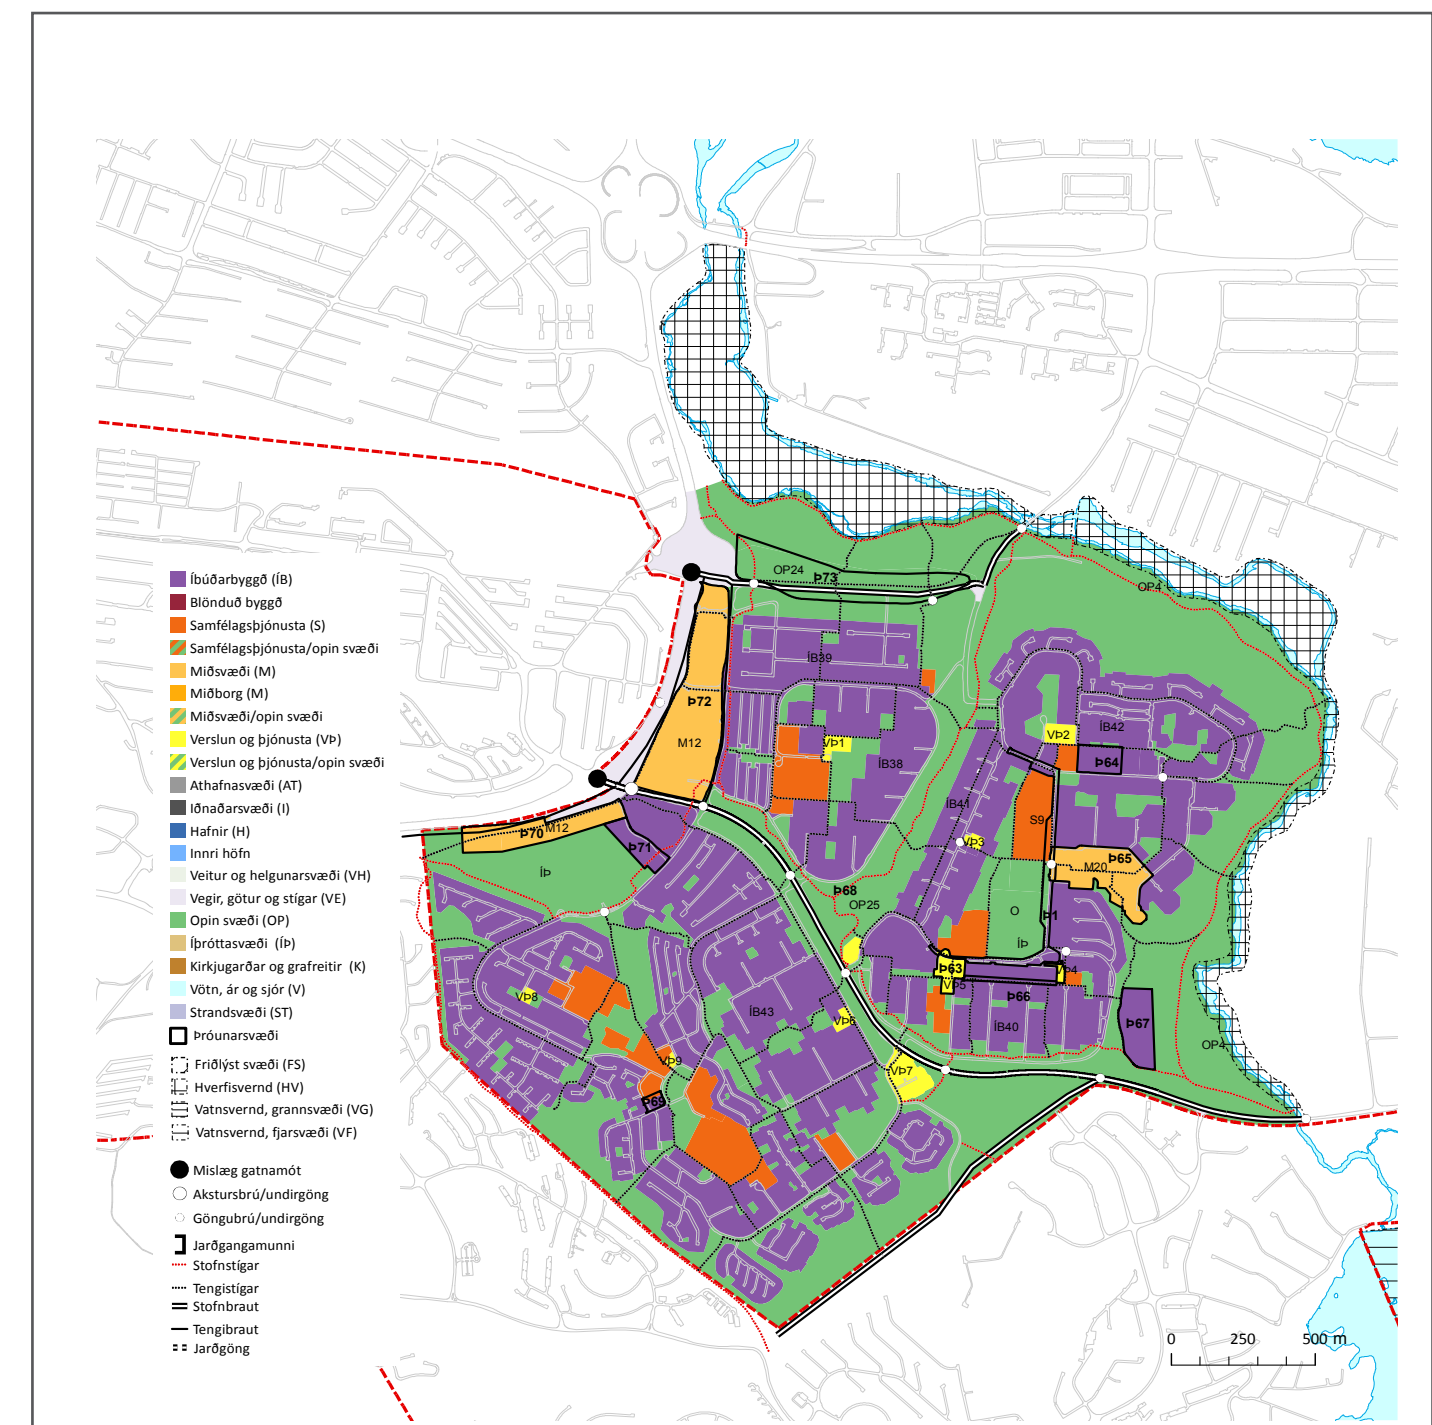 Íbúðarbyggð (ÍB)
Blönduð byggð
Samfélagsþjónusta (S)
Samfélagsþjónusta/opin svæði
Miðsvæði (M)
Miðborg (M)
Miðsvæði/opin svæði
Verslun og þjónusta (VÞ)
Verslun og þjónusta/opin svæði
Athafnasvæði (AT)
Iðnaðarsvæði (I)
Hafnir (H)
Innri höfn
Veitur og helgunarsvæði (VH)
Vegir, götur og stígar (VE)
Opin svæði (OP)
Íþróttasvæði (ÍÞ)
Kirkjugarðar og grafreitir (K)
Vötn, ár og sjór (V)
Strandsvæði (ST)
Þróunarsvæði
Friðlýst svæði (FS)
Hverfisvernd (HV)
Vatnsvernd, grannsvæði (VG)
Vatnsvernd, fjarsvæði (VF)
Mislæg gatnamót
Akstursbrú/undirgöng
Göngubrú/undirgöng
Jarðgangamunni
Stofnstígar
Tengistígar
Stofnbraut
Tengibraut
Jarðgöng
OP24
Þ73
OP4
ÍB39
Þ72
M12
VÞ1
ÍB38
VÞ2
ÍB42
Þ64
ÍB41
S9
VÞ3
M12
Þ70
Þ71
ÍÞ
M20
Þ65
Þ68
OP25
O
Þ1
ÍÞ
Þ63
VÞ4
VÞ5
Þ66
VÞ8
ÍB43
VÞ6
ÍB40
Þ67
OP4
VÞ9
VÞ7
Þ69
0 250 500 m